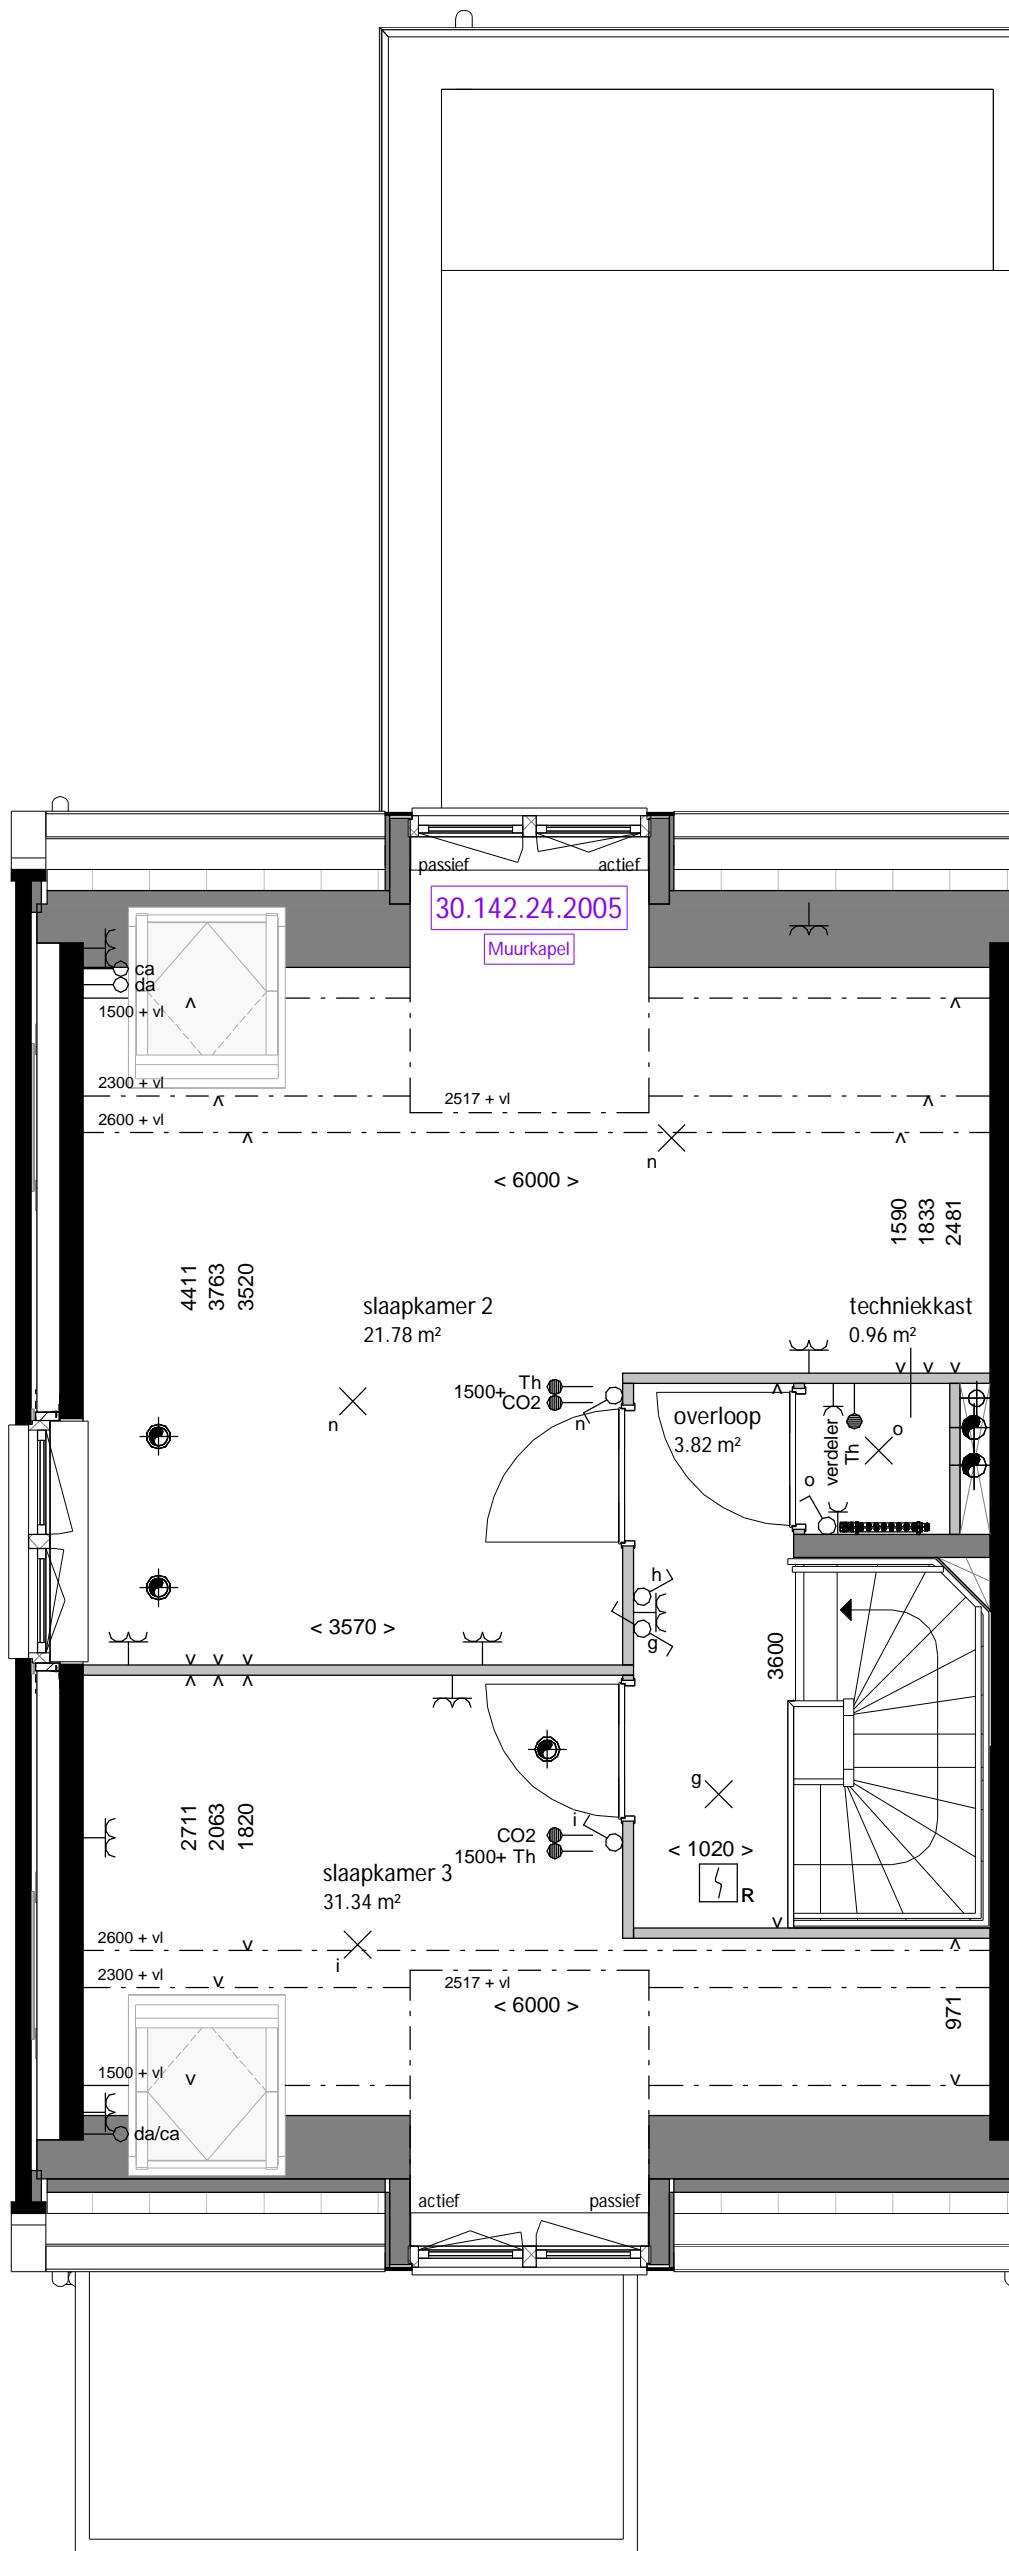 passief
actief
30.142.24.2005
Muurkapel
ca
da
1500 + vl
2300 + vl
2517 + vl
2600 + vl
n
< 6000 >
1590
1833
2481
4411
3763
3520
slaapkamer 2
21.78 m²
techniekkast
0.96 m²
Th
1500+
CO2
n
n
overloop
3.82 m²
verdeler
Th
o
o
h
g
< 3570 >
3600
g
2711
2063
1820
i
CO2
1500+ Th
< 1020 >
R
slaapkamer 3
31.34 m²
i
2600 + vl
2300 + vl
2517 + vl
< 6000 >
971
1500 + vl
da/ca
actief
passief